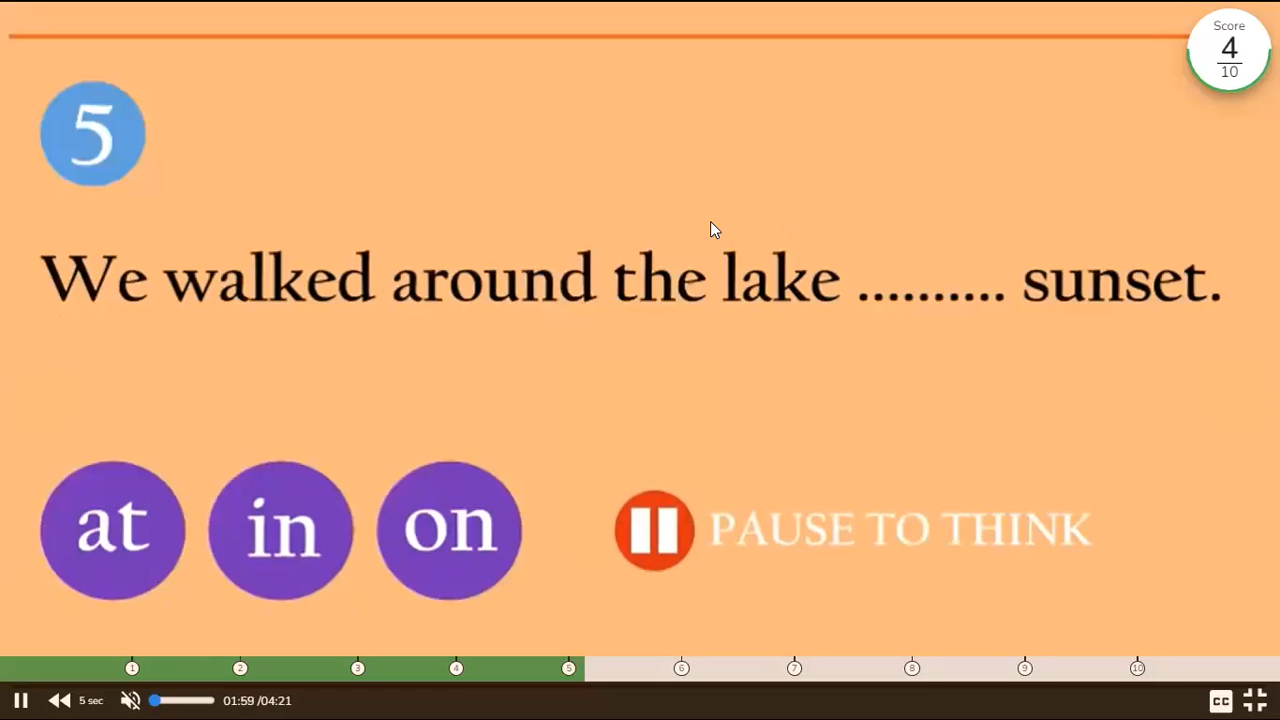 Score
4
10
5
We walked around the lake .......... sunset.
at in on PAUSE TO THINK
1 2 3 4 5 6 7 8 9 10
5 sec 01:59 /04:21 CC